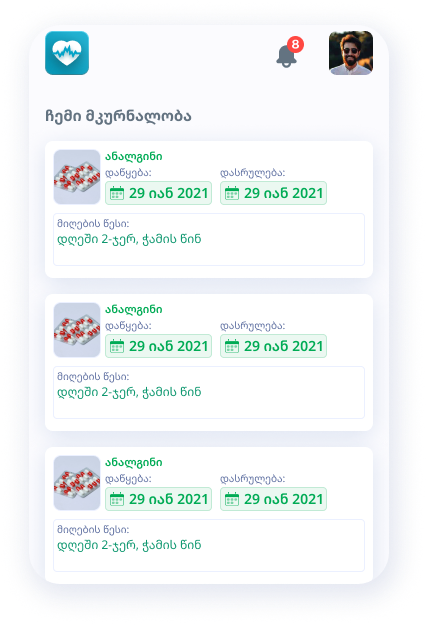 8
ჩემი მკურნალობა
ანალგინი
დაწყება: დასრულება:
29 იან 2021 29 იან 2021
მიღების წესი:
დღეში 2-ჯერ, ჭამის წინ
ანალგინი
დაწყება: დასრულება:
29 იან 2021 29 იან 2021
მიღების წესი:
დღეში 2-ჯერ, ჭამის წინ
ანალგინი
დაწყება: დასრულება:
29 იან 2021 29 იან 2021
მიღების წესი:
დღეში 2-ჯერ, ჭამის წინ